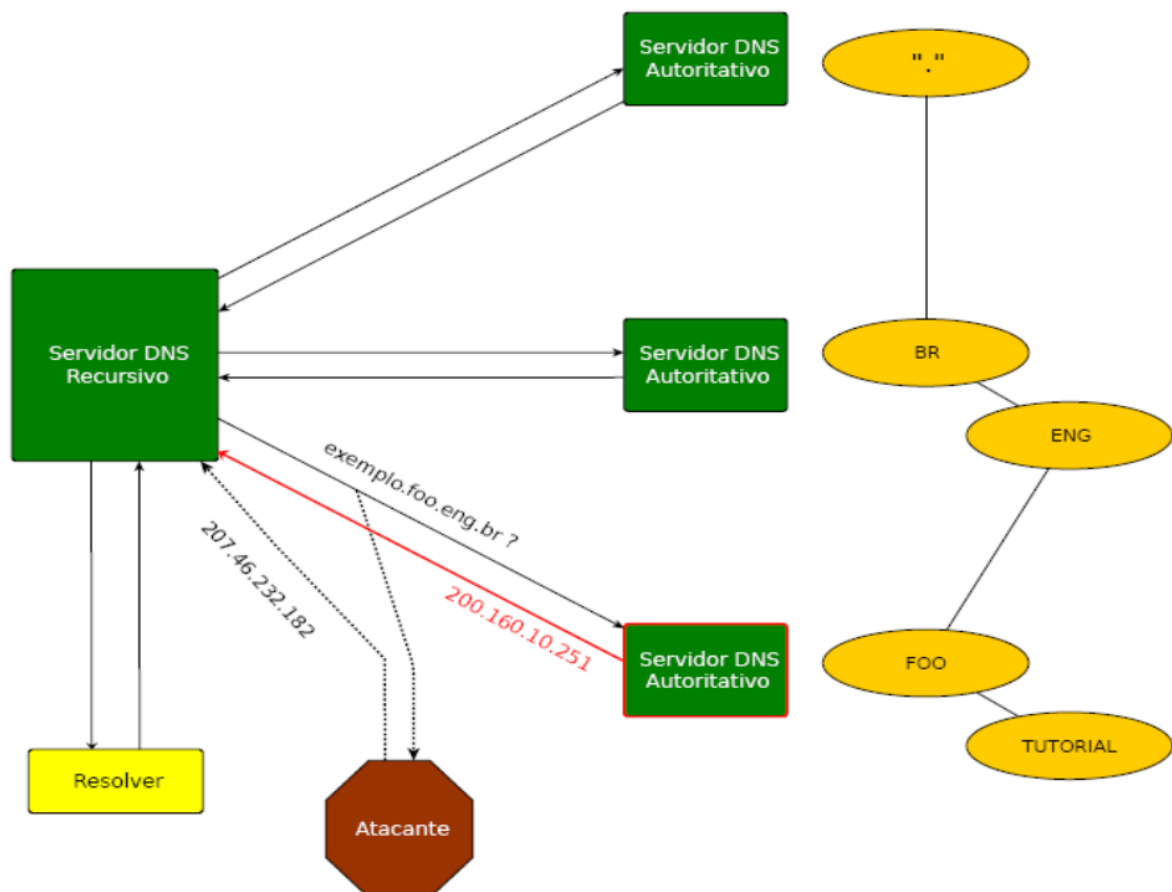 Servidor DNS
Autoritativo
"."
Servidor DNS
Recursivo
Servidor DNS
Autoritativo
BR
ENG
exemplo.foo.eng.br ?
207.46.232.182
200.160.10.251
Servidor DNS
Autoritativo
FOO
TUTORIAL
Resolver
Atacante